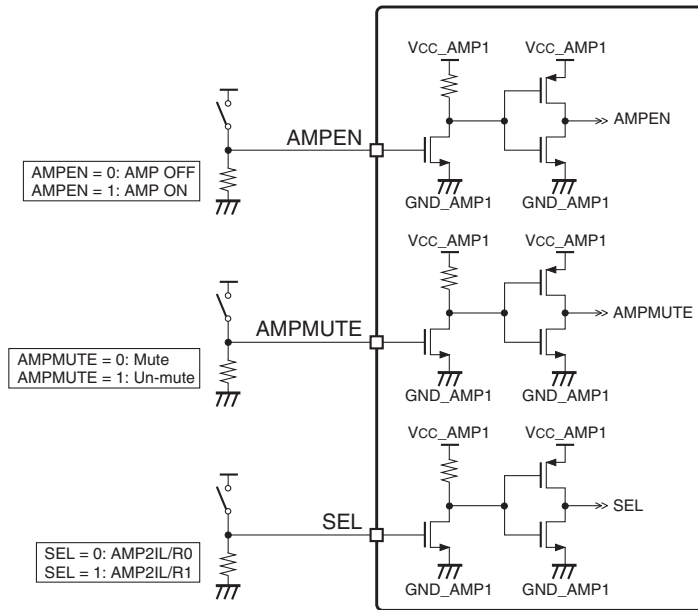 VCC_AMP1 VCC_AMP1
AMPEN
AMPEN
AMPEN = 0: AMP OFF
AMPEN = 1: AMP ON
GND_AMP1 GND_AMP1
VCC_AMP1 VCC_AMP1
AMPMUTE
AMPMUTE
AMPMUTE = 0: Mute
AMPMUTE = 1: Un-mute
GND_AMP1 GND_AMP1
VCC_AMP1 VCC_AMP1
SEL
SEL
SEL = 0: AMP2IL/R0
SEL = 1: AMP2IL/R1
GND_AMP1 GND_AMP1